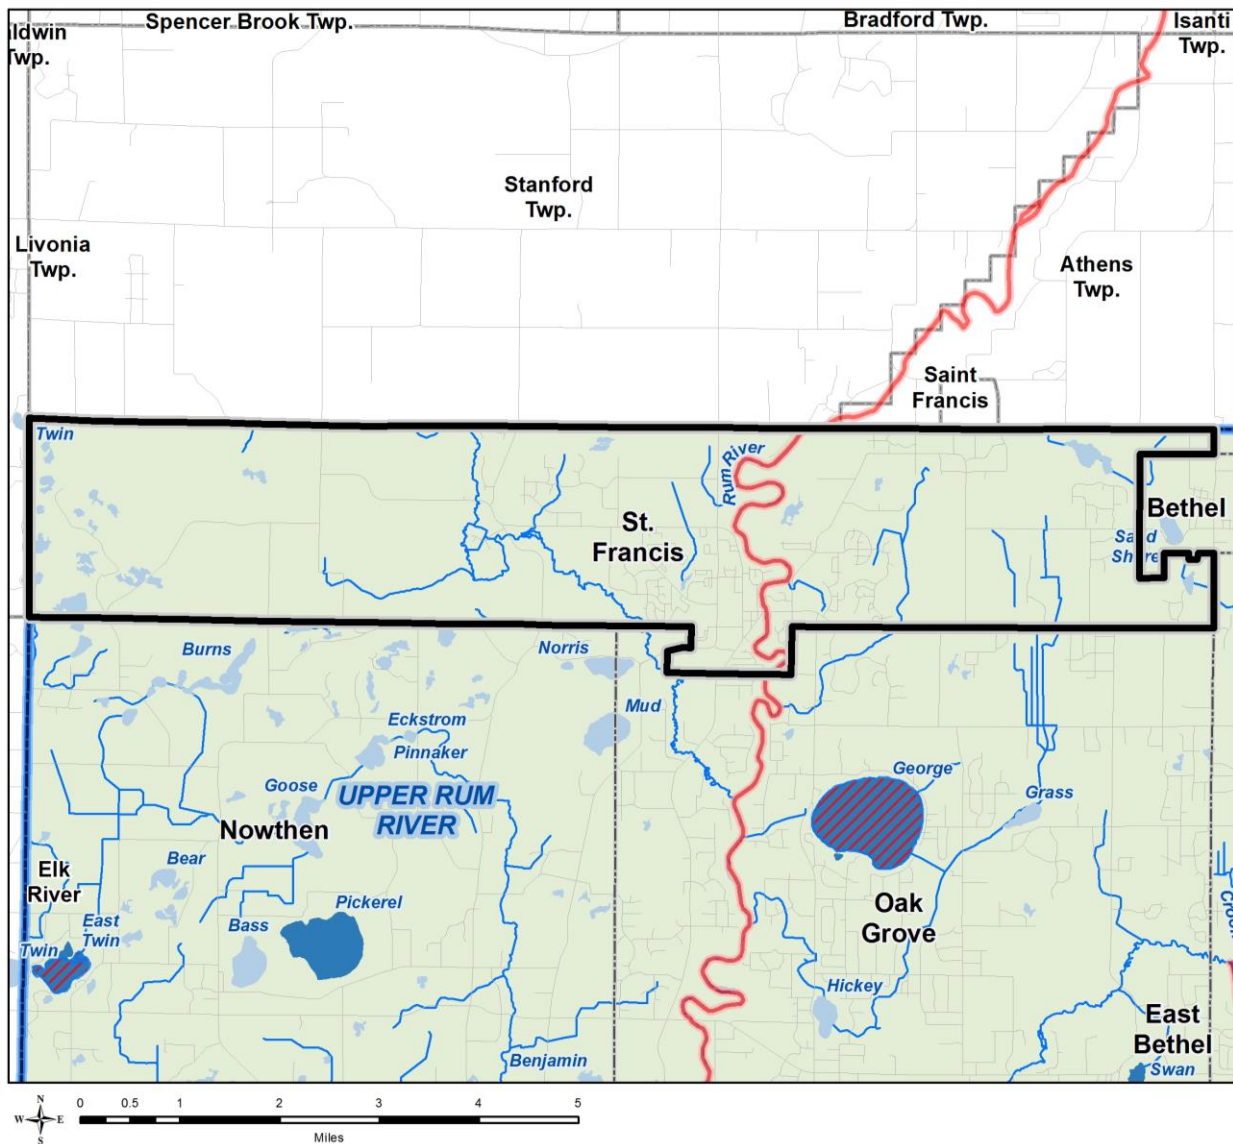 Spencer Brook Twp.
Bradford Twp.
Isanti
Twp.
ldwin
Twp.
Stanford
Twp.
Livonia
Twp.
Athens
Twp.
Saint
Francis
Twin
Rum River
St.
Francis
Bethel
Sand
Shore
Burns
Norris
Mud
Eckstrom
Pinnaker
Goose
UPPER RUM
RIVER
George
Grass
Nowthen
Bear
Elk
River
Pickerel
Oak
Grove
East
Twin
Twin
Bass
Hickey
Croo
East
Bethel
Benjamin
Swan
N
W E
S
0 0.5 1 2 3 4 5
Miles